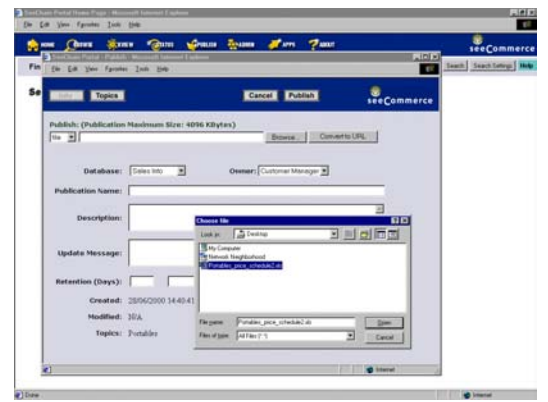 SeeChain Portal Home Page - Microsoft Internet Explorer
File Edit View Favorites Tools Help
HOME BROWSE REVIEW STATUS PUBLISH ADMIN APPS ABOUT
seeCommerce
SeeChain Portal - Publish - Microsoft Internet Explorer
File Edit View Favorites Tools Help
Fin
Search Search Settings Help
Se
Info Topics Cancel Publish
seeCommerce
Publish: (Publication Maximum Size: 4096 KBytes)
file Browse... Convert to URL
Database: Sales Info Owner: Customer Manager
Publication Name:
Description:
Choose file
Look in: Desktop
My Computer
Network Neighborhood
Portables_price_schedule2.xls
Update Message:
Retention (Days):
Created: 28/06/2000 14:40:41
Modified: N/A
File name: Portables_price_schedule2.xls Open
Topics: Portables
Files of type: All Files (*.*) Cancel
Internet
Done Internet